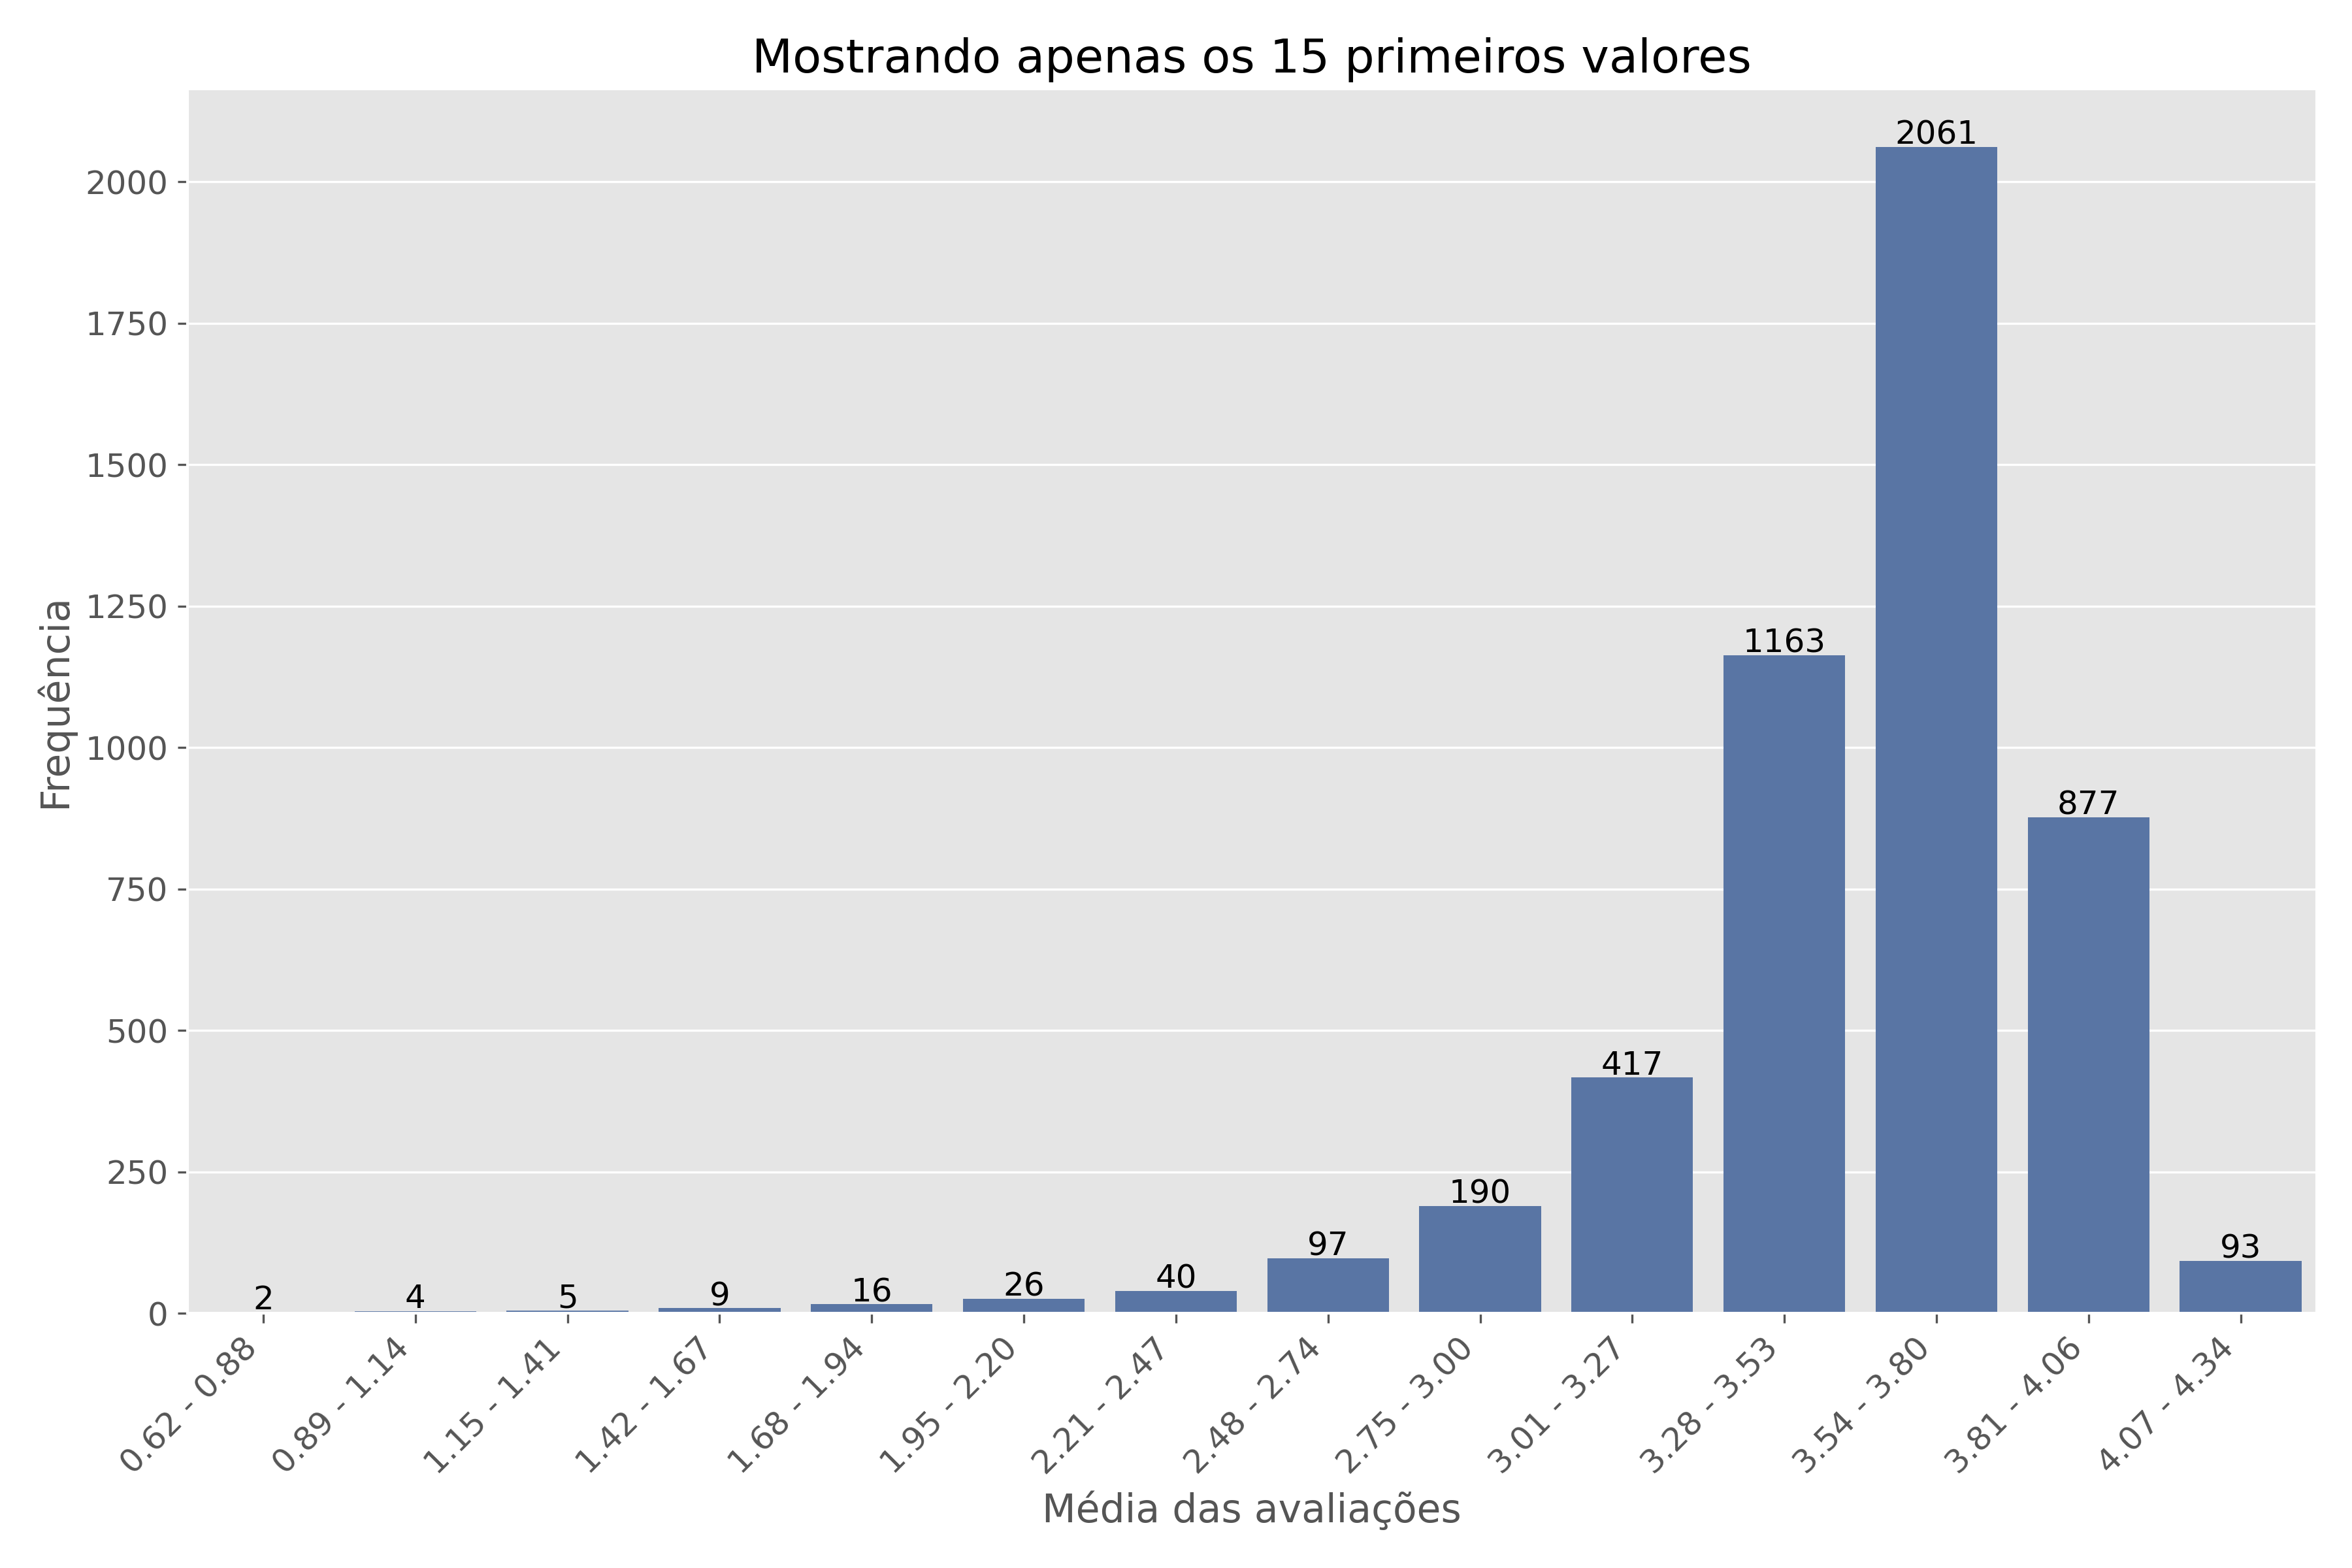 Mostrando apenas os 15 primeiros valores
Frequência
2000
1750
1500
1250
1000
750
500
250
0
2
4
5
9
16
26
40
97
190
417
1163
2061
877
93
0.62 - 0.88
0.89 - 1.14
1.15 - 1.41
1.42 - 1.67
1.68 - 1.94
1.95 - 2.20
2.21 - 2.47
2.48 - 2.74
2.75 - 3.00
3.01 - 3.27
3.28 - 3.53
3.54 - 3.80
3.81 - 4.06
4.07 - 4.34
Média das avaliações